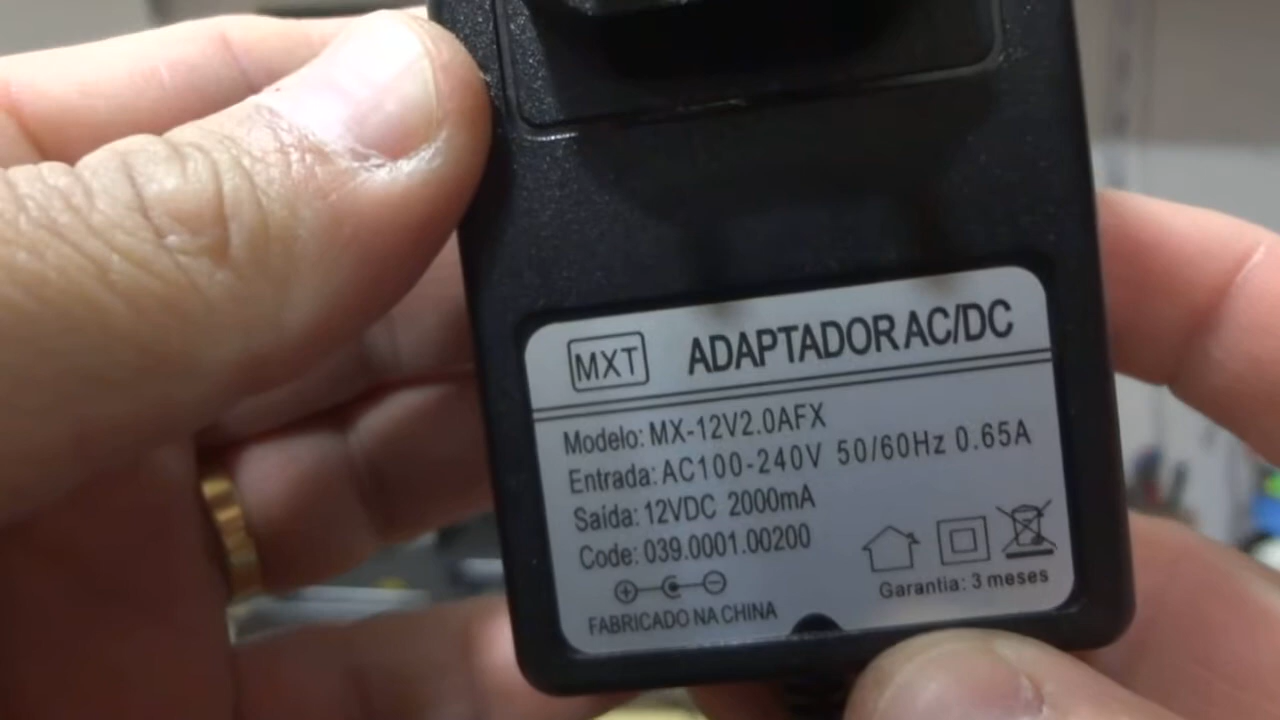 MXT ADAPTADOR AC/DC
Modelo: MX-12V2.0AFX
Entrada: AC100-240V 50/60Hz 0.65A
Saída: 12VDC 2000mA
Code: 039.0001.00200
Garantia: 3 meses
FABRICADO NA CHINA